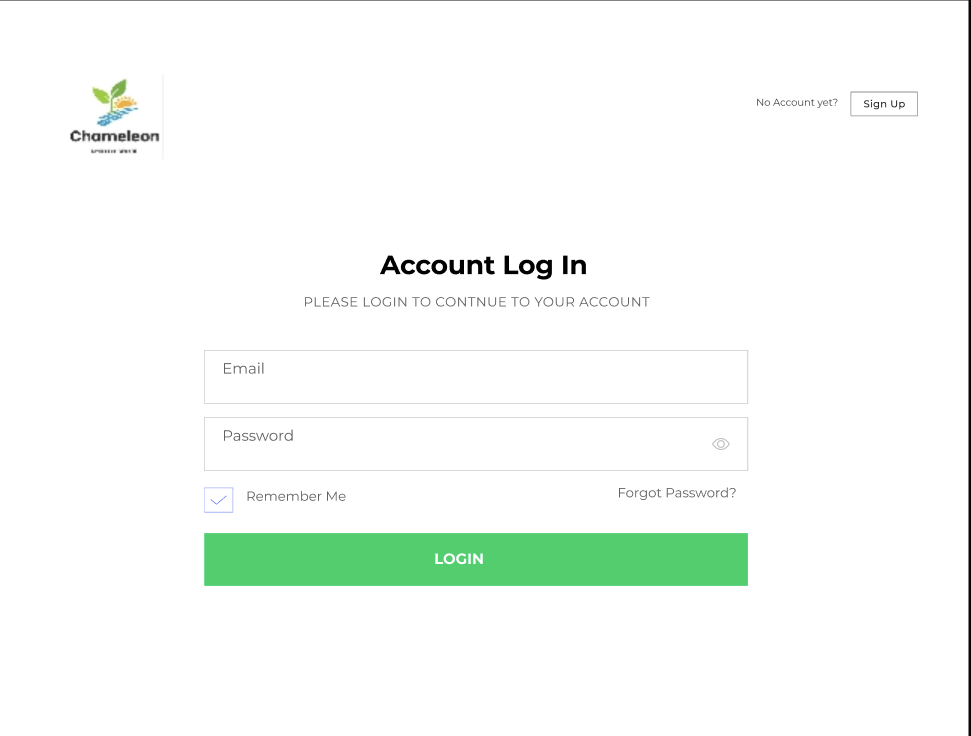 Chameleon
No Account yet?
Sign Up
Account Log In
PLEASE LOGIN TO CONTNUE TO YOUR ACCOUNT
Email
Password
Remember Me
Forgot Password?
LOGIN